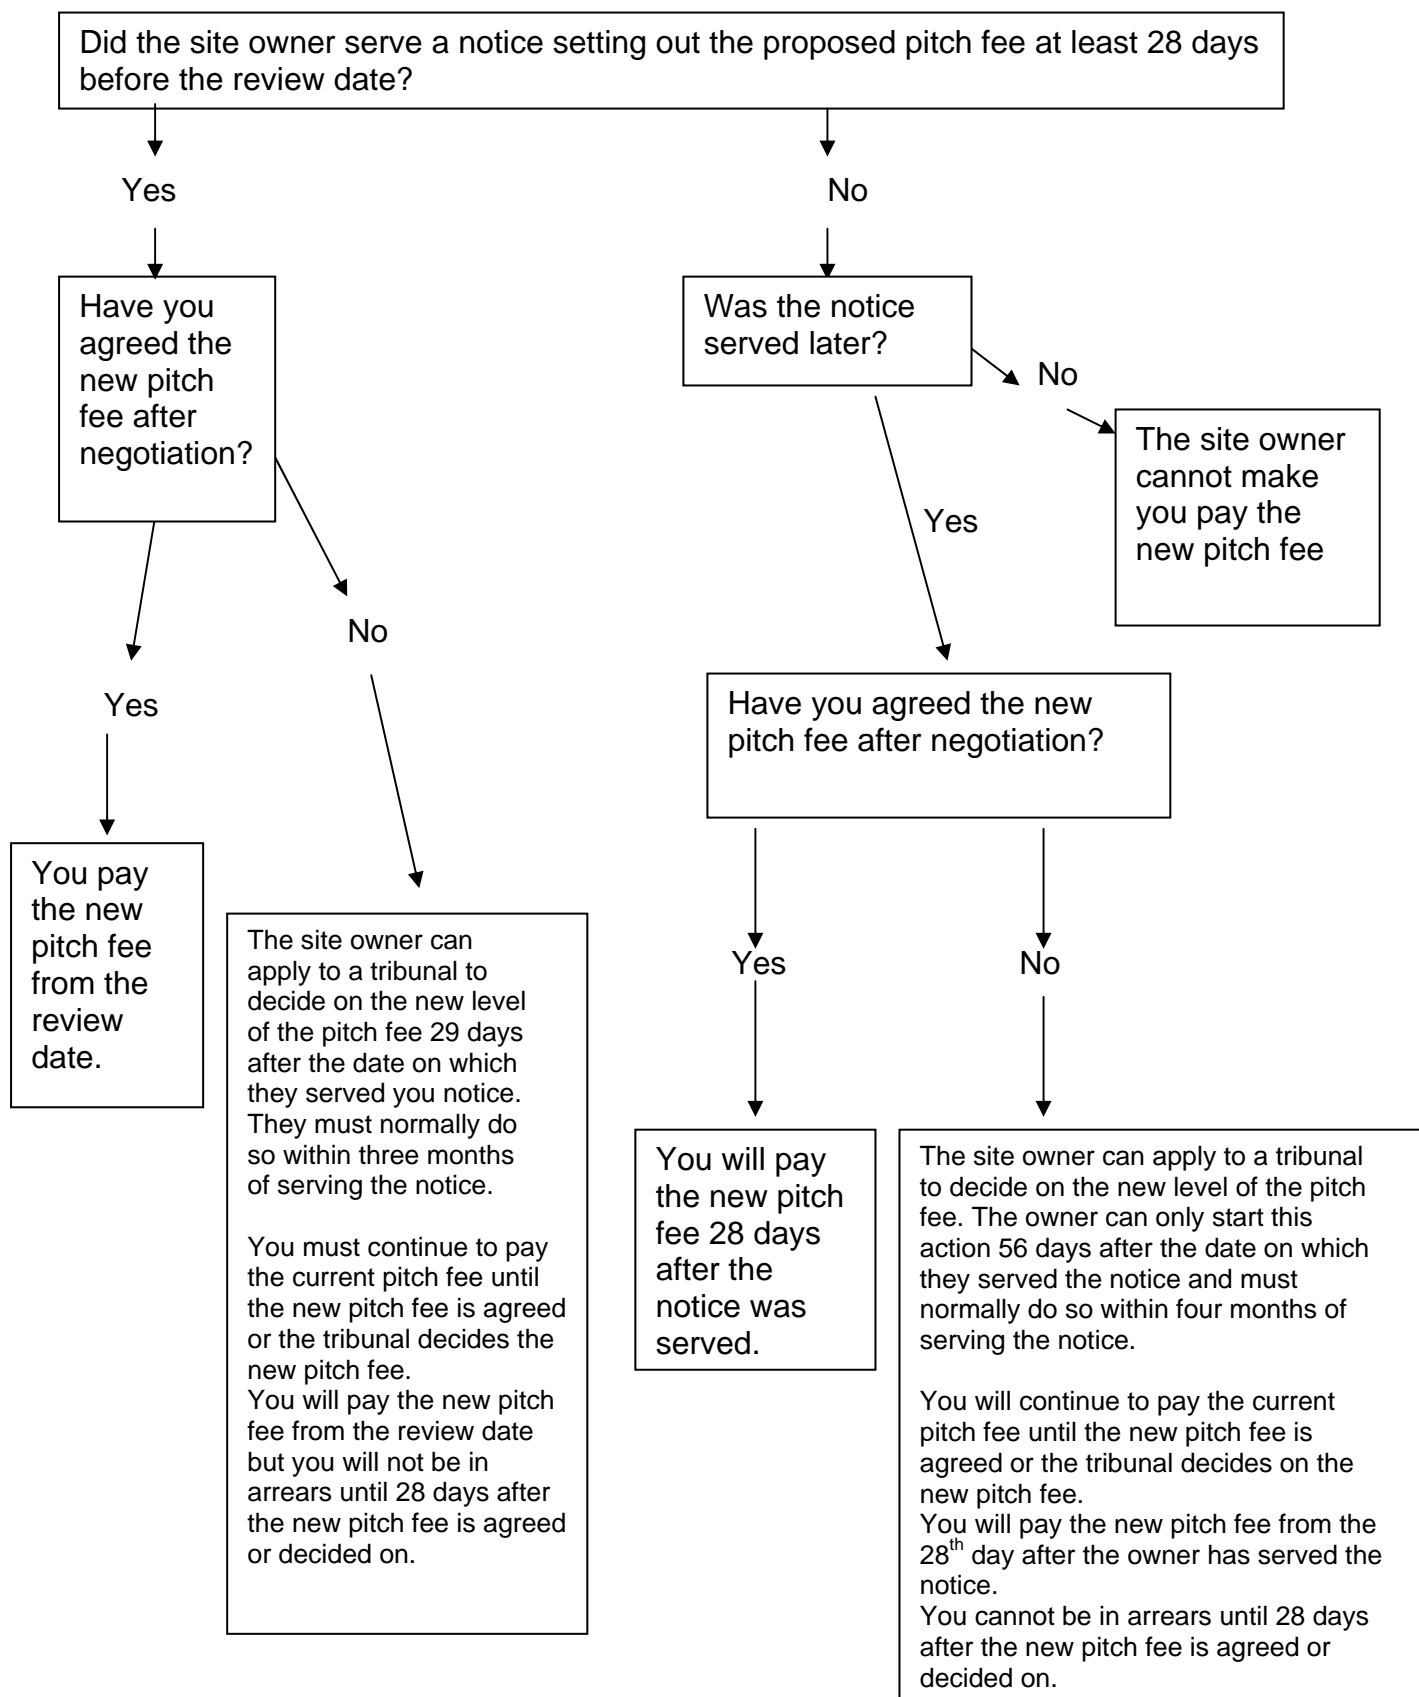 Did the site owner serve a notice setting out the proposed pitch fee at least 28 days
before the review date?
Yes
No
Have you
agreed the
new pitch
fee after
negotiation?
Was the notice
served later?
No
The site owner
cannot make
you pay the
new pitch fee
Yes
No
Yes
Have you agreed the new
pitch fee after negotiation?
You pay
the new
pitch fee
from the
review
date.
The site owner can
apply to a tribunal to
decide on the new level
of the pitch fee 29 days
after the date on which
they served you notice.
They must normally do
so within three months
of serving the notice.
You must continue to pay
the current pitch fee until
the new pitch fee is agreed
or the tribunal decides the
new pitch fee.
You will pay the new pitch
fee from the review date
but you will not be in
arrears until 28 days after
the new pitch fee is agreed
or decided on.
Yes
No
You will pay
the new pitch
fee 28 days
after the
notice was
served.
The site owner can apply to a tribunal
to decide on the new level of the pitch
fee. The owner can only start this
action 56 days after the date on which
they served the notice and must
normally do so within four months of
serving the notice.
You will continue to pay the current
pitch fee until the new pitch fee is
agreed or the tribunal decides on the
new pitch fee.
You will pay the new pitch fee from the
28th day after the owner has served the
notice.
You cannot be in arrears until 28 days
after the new pitch fee is agreed or
decided on.